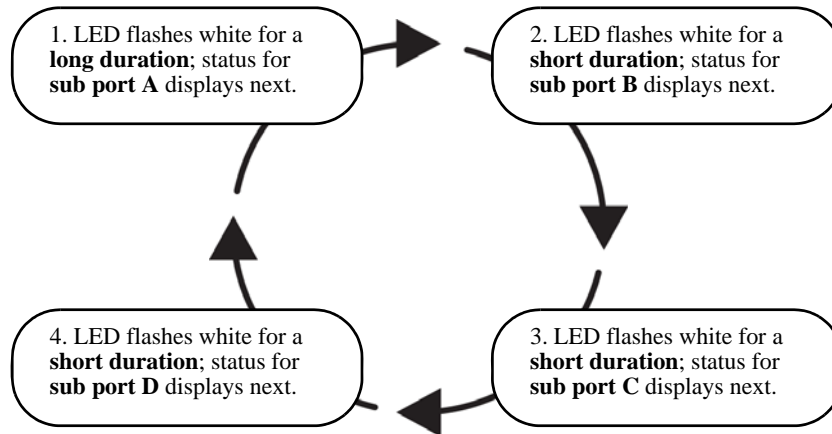 1. LED flashes white for a
long duration; status for
sub port A displays next.
2. LED flashes white for a
short duration; status for
sub port B displays next.
3. LED flashes white for a
short duration; status for
sub port C displays next.
4. LED flashes white for a
short duration; status for
sub port D displays next.